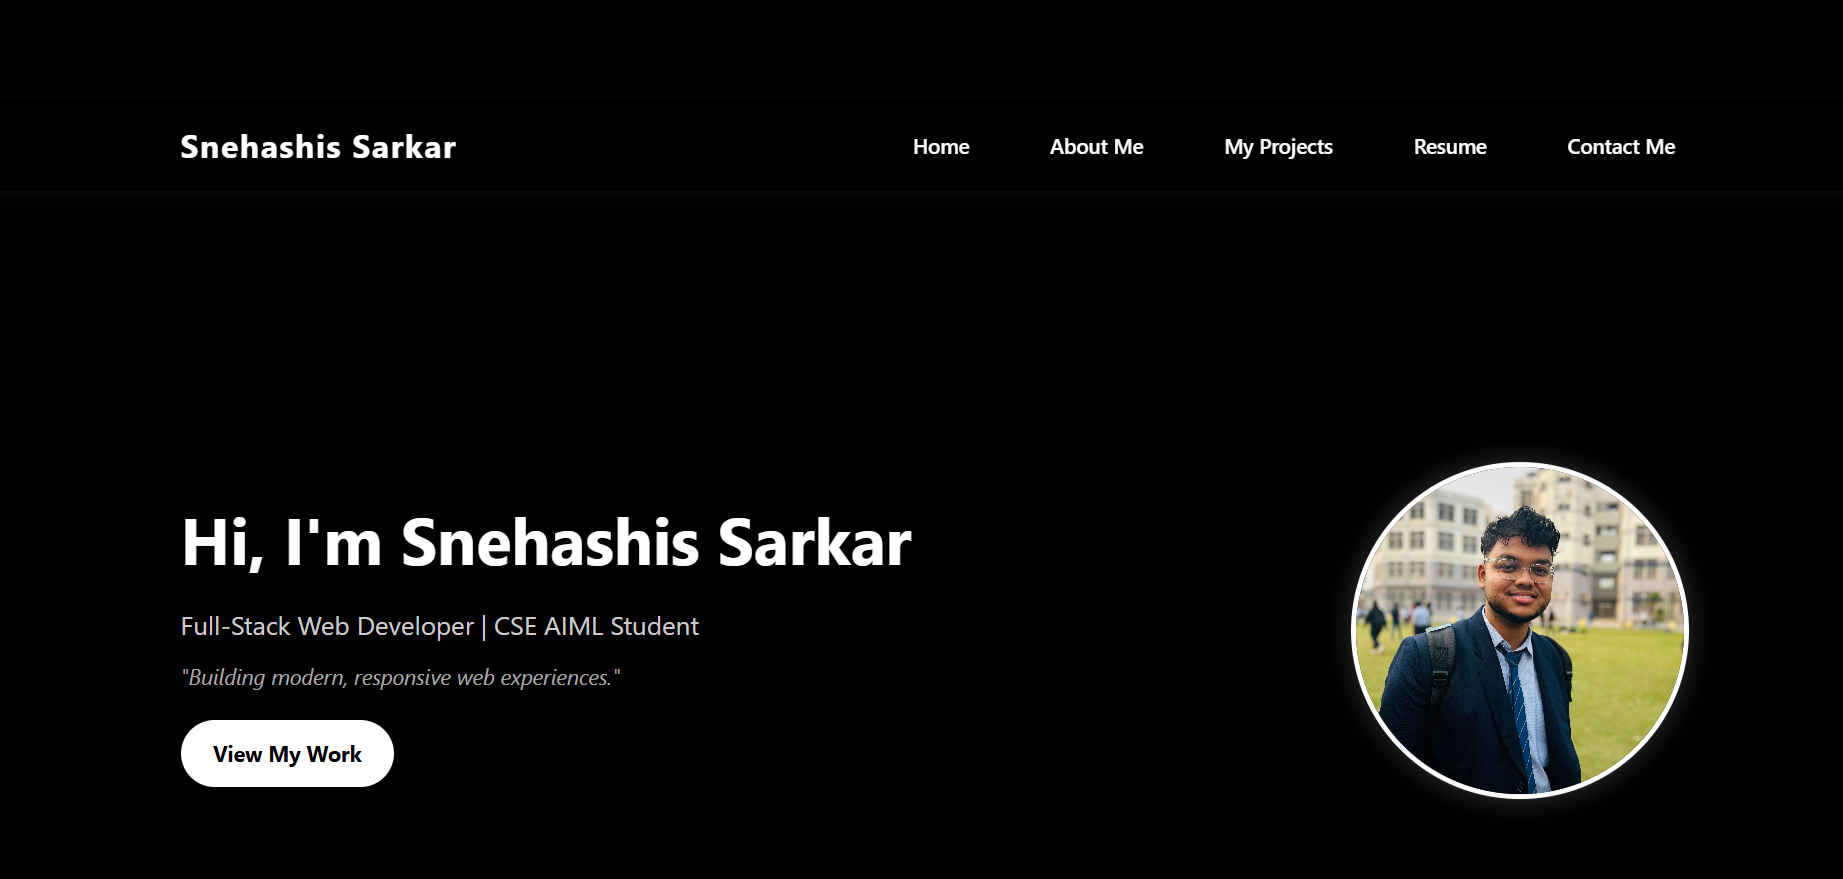 Snehashis Sarkar
Home About Me My Projects Resume Contact Me
Hi, I'm Snehashis Sarkar
Full-Stack Web Developer | CSE AIML Student
"Building modern, responsive web experiences."
View My Work